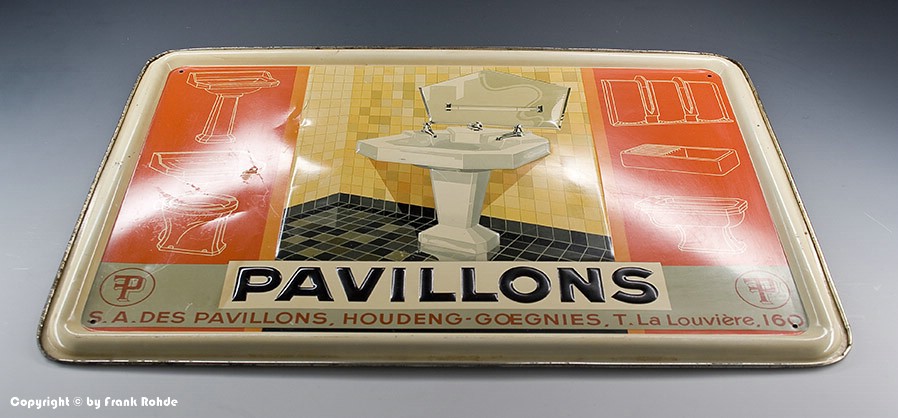 PAVILLONS
S.A. DES PAVILLONS, HOUDENG-GOEGNIES, T. La Louvière, 160
Copyright © by Frank Rohde